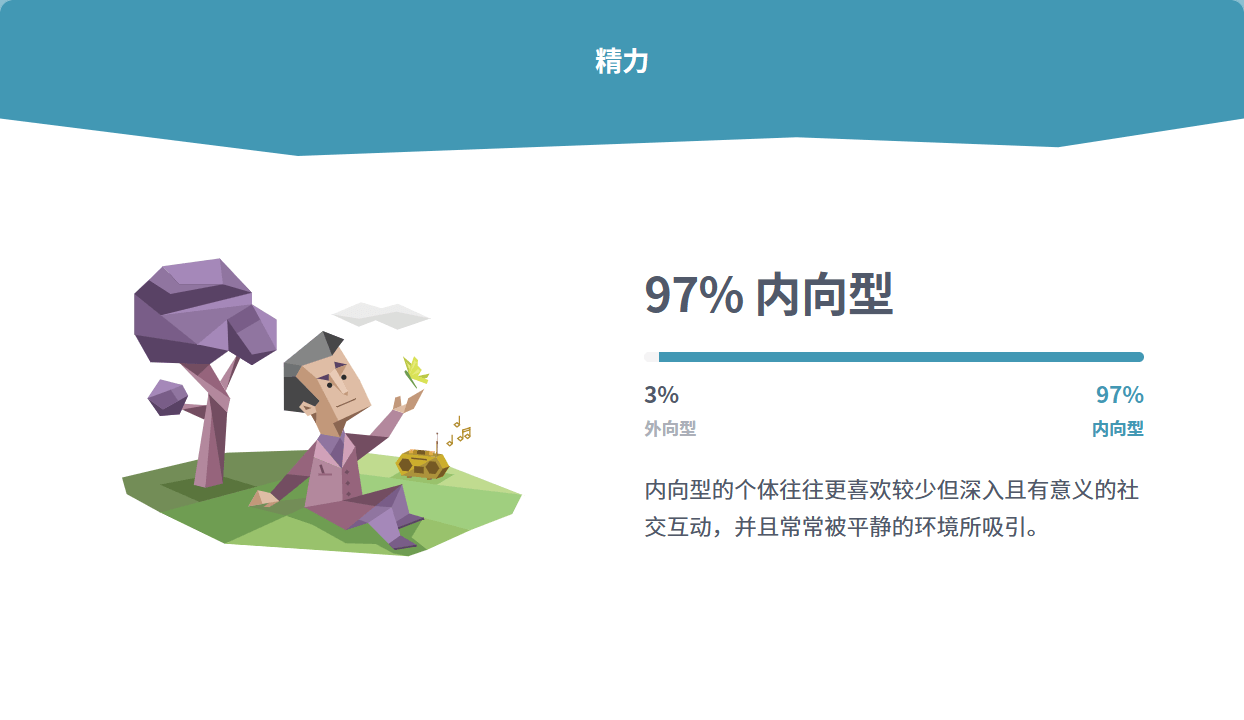 精力
97% 内向型
3%
97%
外向型
内向型
内向型的个体往往更喜欢较少但深入且有意义的社
交互动，并且常常被平静的环境所吸引。